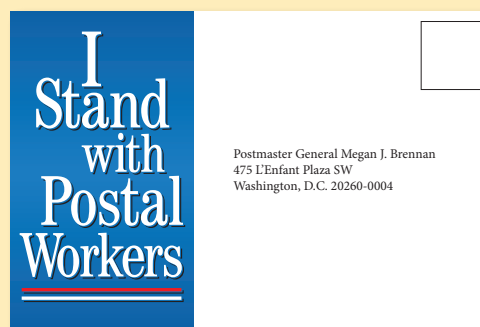 I
Stand
with
Postal
Workers
Postmaster General Megan J. Brennan
475 L’Enfant Plaza SW
Washington, D.C. 20260-0004